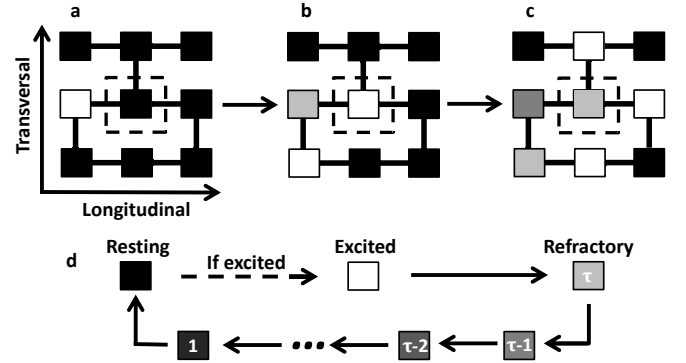 a
b
c
Transversal
Longitudinal
d
Resting
If excited
Excited
Refractory
τ
1
τ-2
τ-1